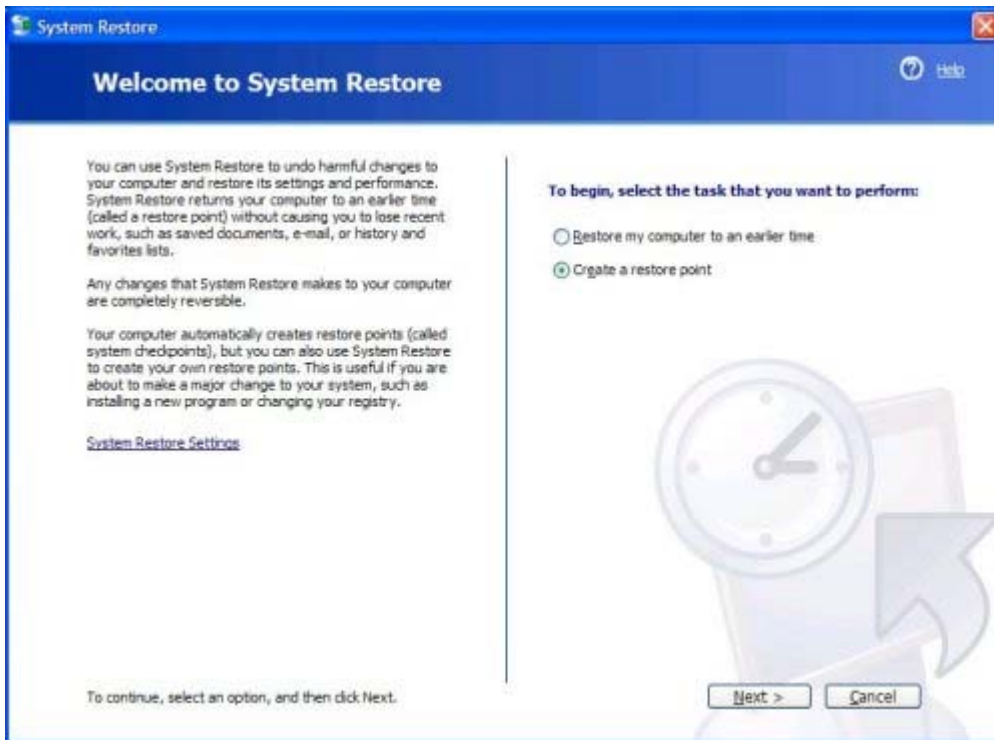 System Restore
Welcome to System Restore
Help
You can use System Restore to undo harmful changes to
your computer and restore its settings and performance.
System Restore returns your computer to an earlier time
(called a restore point) without causing you to lose recent
work, such as saved documents, e-mail, or history and
favorites lists.
Any changes that System Restore makes to your computer
are completely reversible.
Your computer automatically creates restore points (called
system checkpoints), but you can also use System Restore
to create your own restore points. This is useful if you are
about to make a major change to your system, such as
installing a new program or changing your registry.
System Restore Settings
To continue, select an option, and then click Next.
To begin, select the task that you want to perform:
Restore my computer to an earlier time
Create a restore point
Next >
Cancel